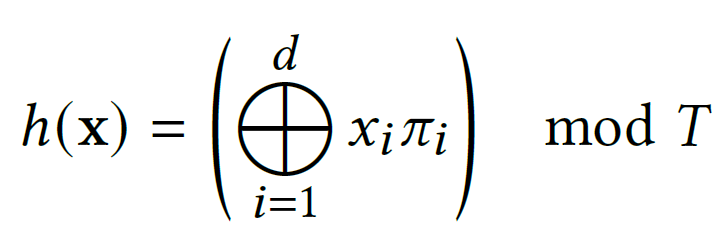 h(x) = (⨁_{i=1}^{d} x_i π_i) mod T